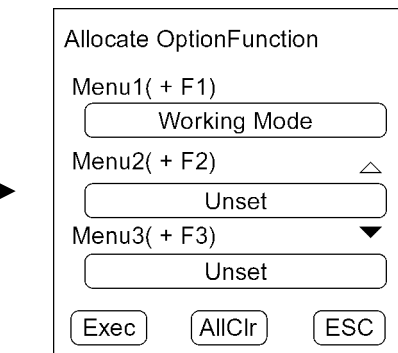 Allocate OptionFunction
Menu1( + F1)
Working Mode
Menu2( + F2)
Unset
Menu3( + F3)
Unset
Exec AllClr ESC